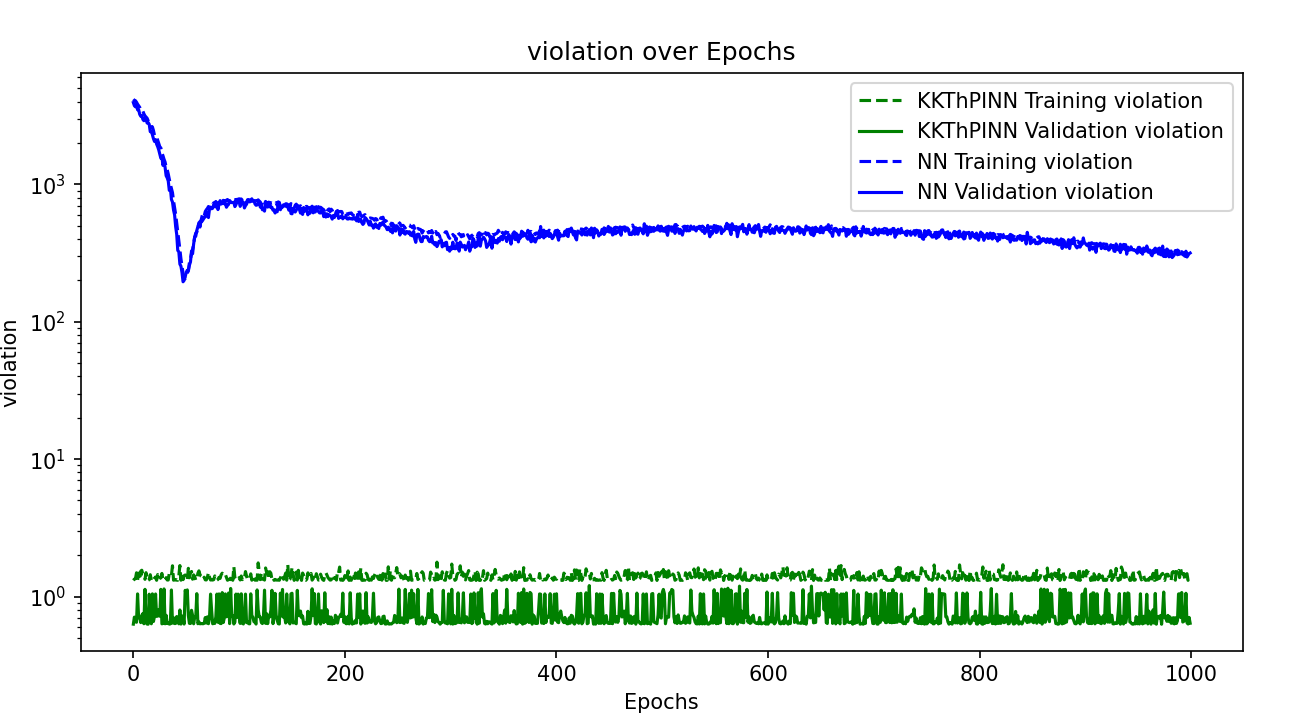 violation over Epochs
KKThPINN Training violation
KKThPINN Validation violation
NN Training violation
NN Validation violation
violation
10³
10²
10¹
10⁰
0 200 400 600 800 1000
Epochs